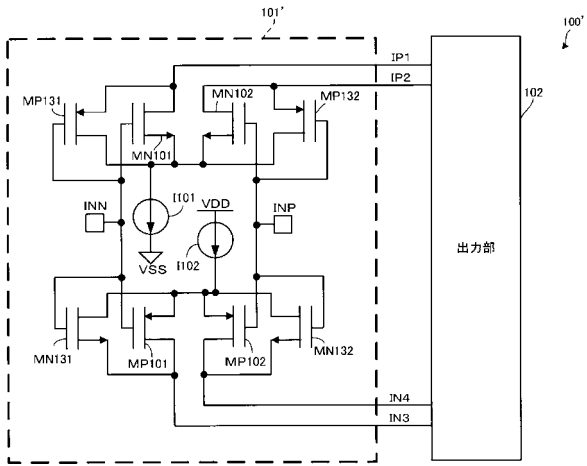 101'
100'
IP1
IP2
102
MP131
MN102
MP132
MN101
INN
I101
VDD
INP
VSS
I102
出力部
MN131
MP101
MP102
MN132
IN4
IN3